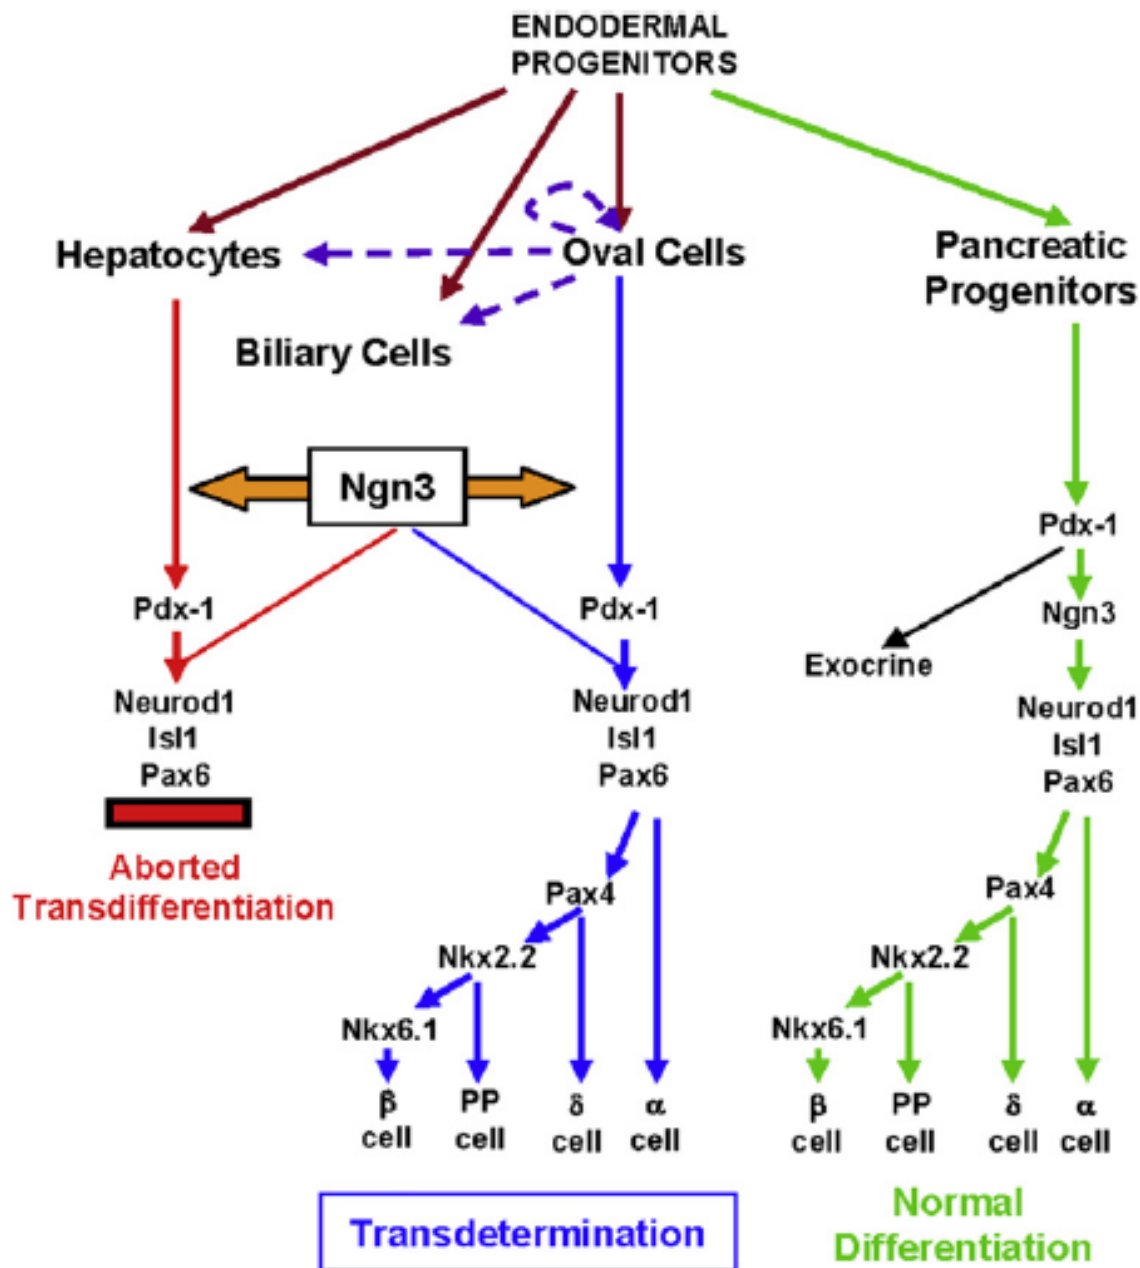 ENDODERMAL
PROGENITORS
Hepatocytes
Oval Cells
Pancreatic
Progenitors
Biliary Cells
Ngn3
Pdx-1
Ngn3
Exocrine
Pdx-1
Neurod1
Isl1
Pax6
Pdx-1
Neurod1
Isl1
Pax6
Neurod1
Isl1
Pax6
Aborted
Transdifferentiation
Pax4
Nkx2.2
Nkx6.1
β
cell
PP
cell
δ
cell
α
cell
Pax4
Nkx2.2
Nkx6.1
β
cell
PP
cell
δ
cell
α
cell
Transdetermination
Normal
Differentiation